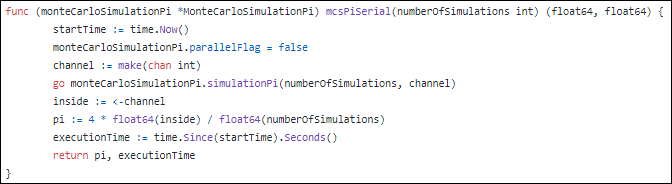 func (monteCarloSimulationPi *MonteCarloSimulationPi) mcsPiSerial(numberOfSimulations int) (float64, float64) {
startTime := time.Now()
monteCarloSimulationPi.parallelFlag = false
channel := make(chan int)
go monteCarloSimulationPi.simulationPi(numberOfSimulations, channel)
inside := <-channel
pi := 4 * float64(inside) / float64(numberOfSimulations)
executionTime := time.Since(startTime).Seconds()
return pi, executionTime
}